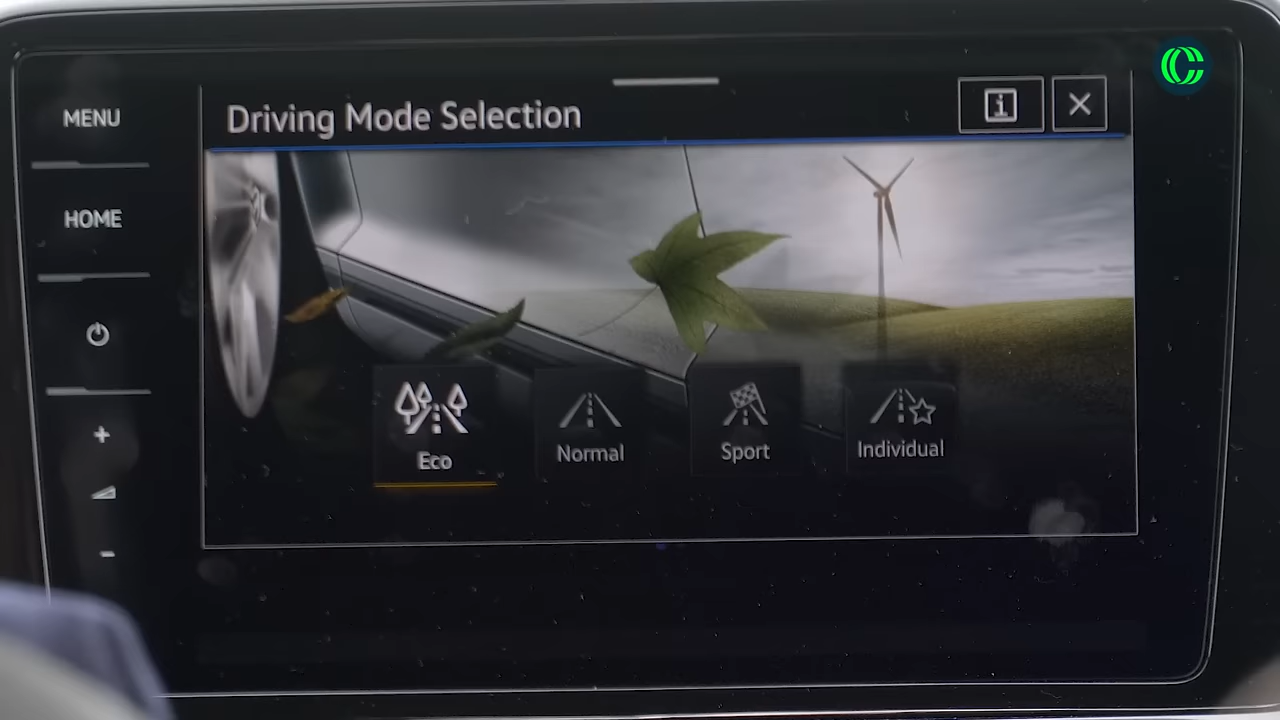 MENU
Driving Mode Selection
HOME
+
-
Eco
Normal
Sport
Individual